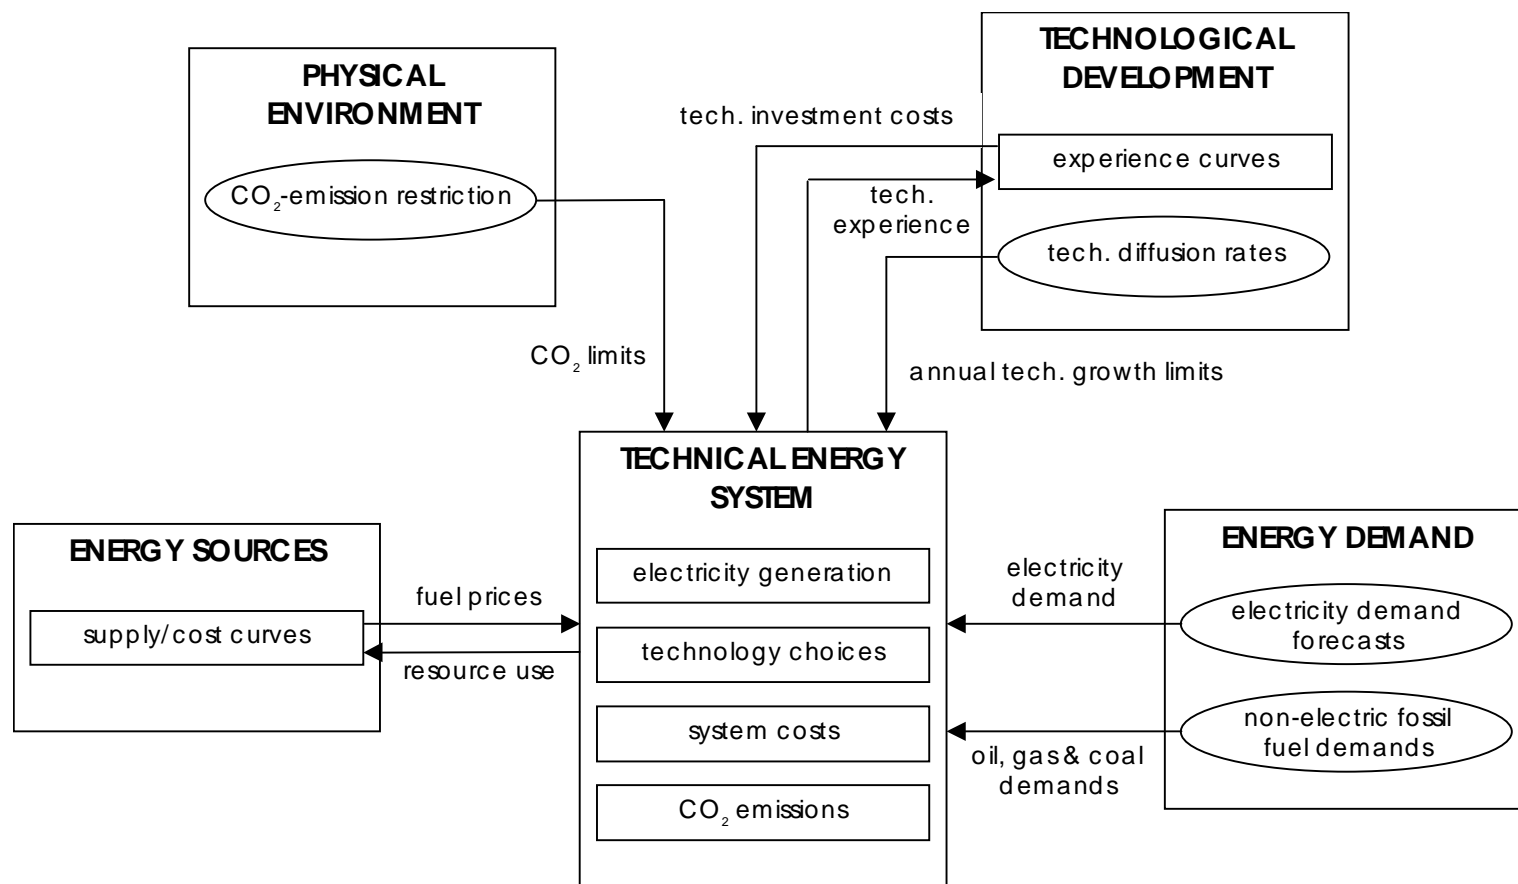 PHYSICAL
ENVIRONMENT
CO₂-emission restriction
CO₂ limits
TECHNOLOGICAL
DEVELOPMENT
tech. investment costs
experience curves
tech.
experience
tech. diffusion rates
annual tech. growth limits
TECHNICAL ENERGY
SYSTEM
electricity generation
technology choices
system costs
CO₂ emissions
ENERGY SOURCES
supply/cost curves
fuel prices
resource use
ENERGY DEMAND
electricity
demand
electricity demand
forecasts
non-electric fossil
fuel demands
oil, gas & coal
demands